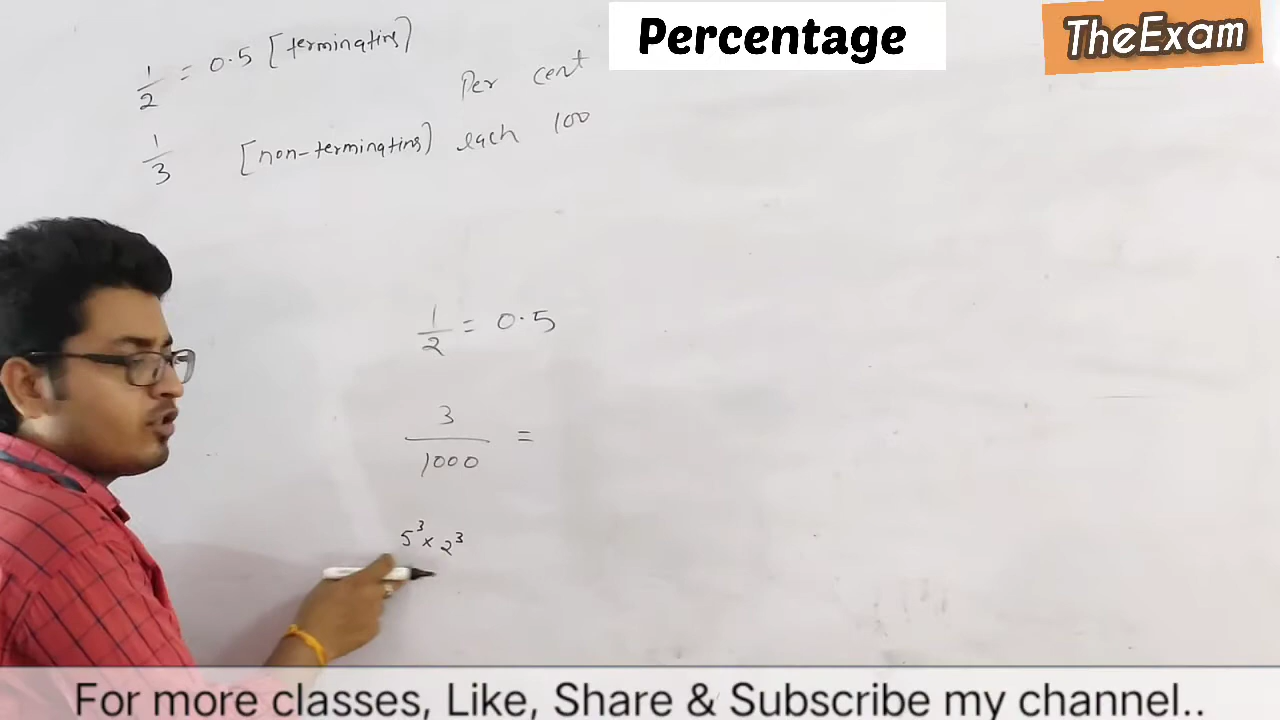 Percentage
TheExam
1/2 = 0.5 [terminating]
Per cent
1/3 [non-terminating] each 100
1/2 = 0.5
3/1000 =
5³ × 2³
For more classes, Like, Share & Subscribe my channel..